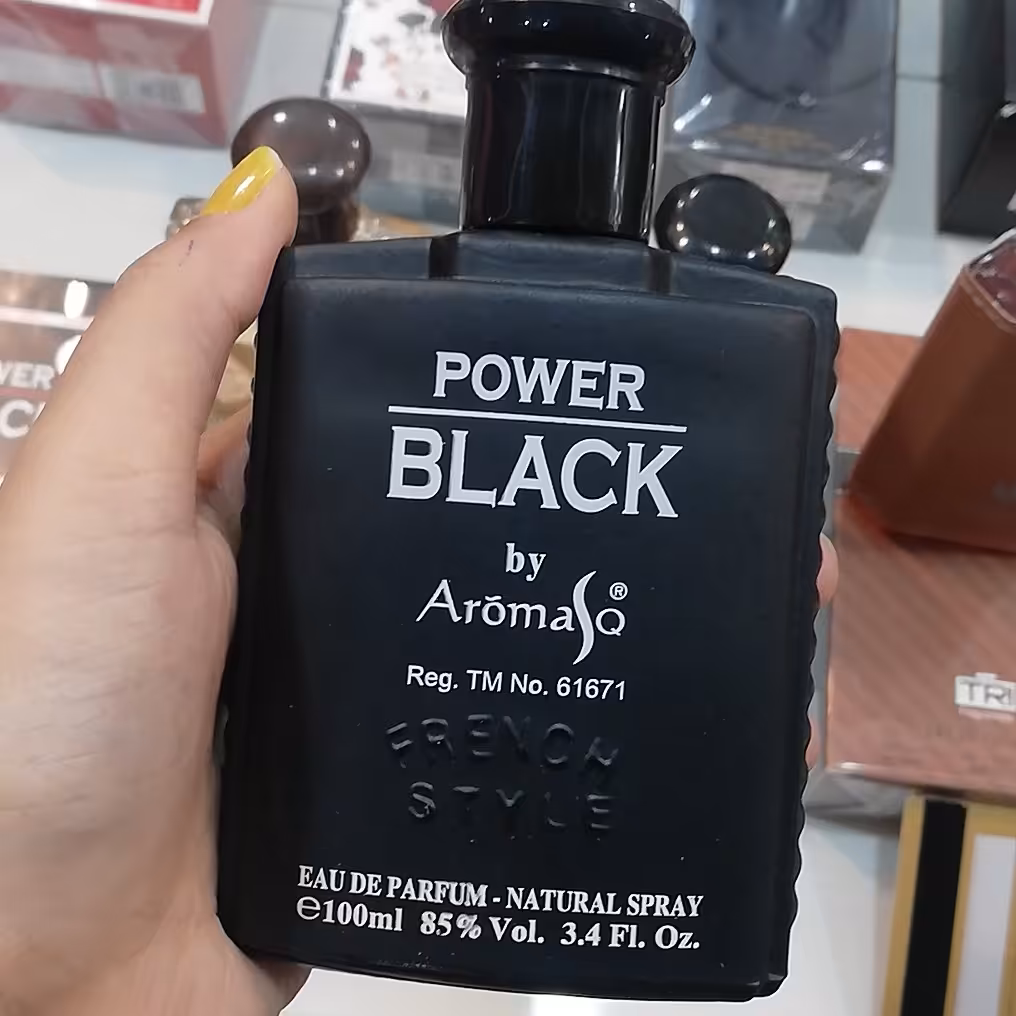 POWER
BLACK
by
ArōmaSQ®
Reg. TM No. 61671
FRENCH
STYLE
EAU DE PARFUM - NATURAL SPRAY
℮100ml 85% Vol. 3.4 Fl. Oz.